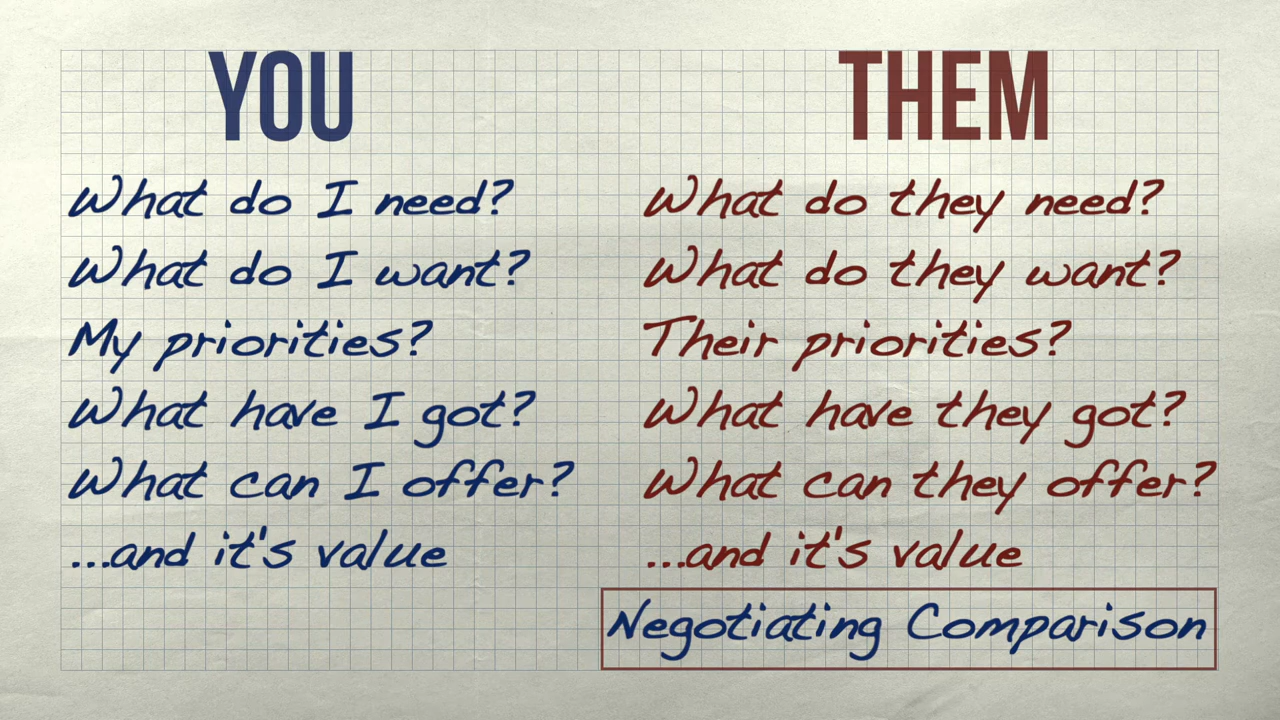 YOU
What do I need?
What do I want?
My priorities?
What have I got?
What can I offer?
...and it's value
THEM
What do they need?
What do they want?
Their priorities?
What have they got?
What can they offer?
...and it's value
Negotiating Comparison